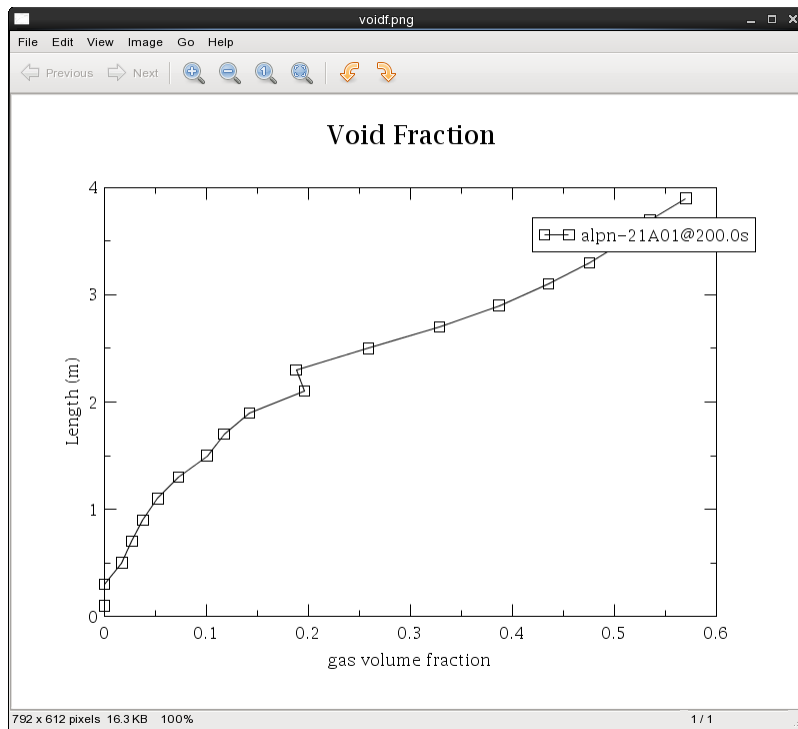 voidf.png
File Edit View Image Go Help
Previous Next
Void Fraction
4
alpn-21A01@200.0s
3
Length (m)
2
1
0
0 0.1 0.2 0.3 0.4 0.5 0.6
gas volume fraction
792 x 612 pixels 16.3 KB 100% 1 / 1